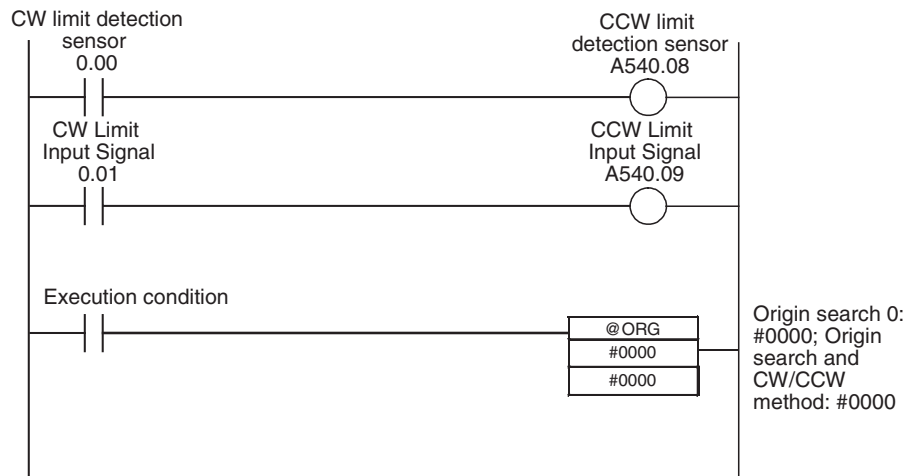 CW limit detection
sensor
0.00
CCW limit
detection sensor
A540.08
CW Limit
Input Signal
0.01
CCW Limit
Input Signal
A540.09
Execution condition
@ORG
#0000
#0000
Origin search 0:
#0000; Origin
search and
CW/CCW
method: #0000